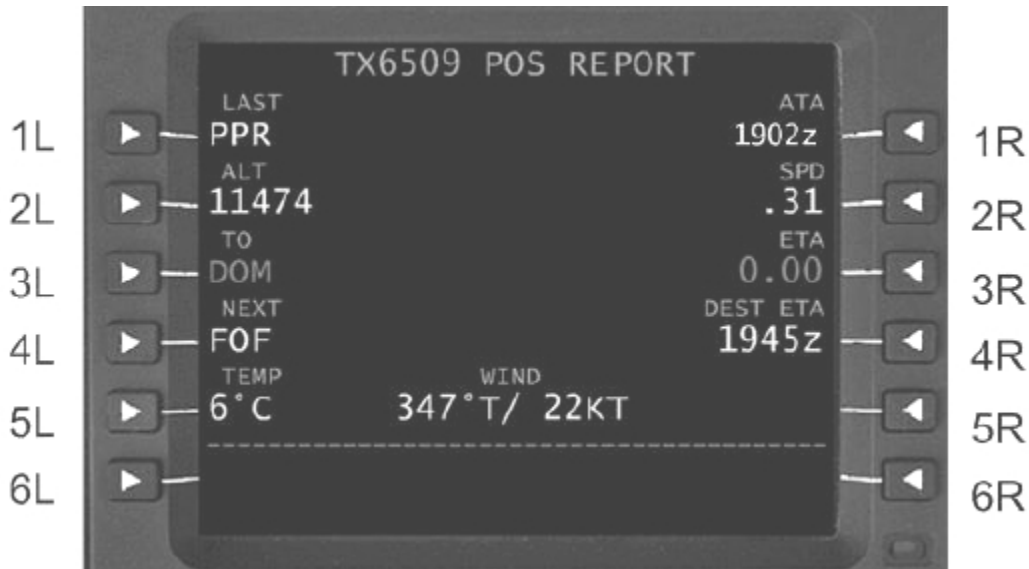 TX6509 POS REPORT
LAST ATA
1L PPR 1902z 1R
ALT SPD
2L 11474 .31 2R
TO ETA
3L DOM 0.00 3R
NEXT DEST ETA
4L FOF 1945z 4R
TEMP WIND
5L 6°C 347°T/ 22KT 5R
6L 6R